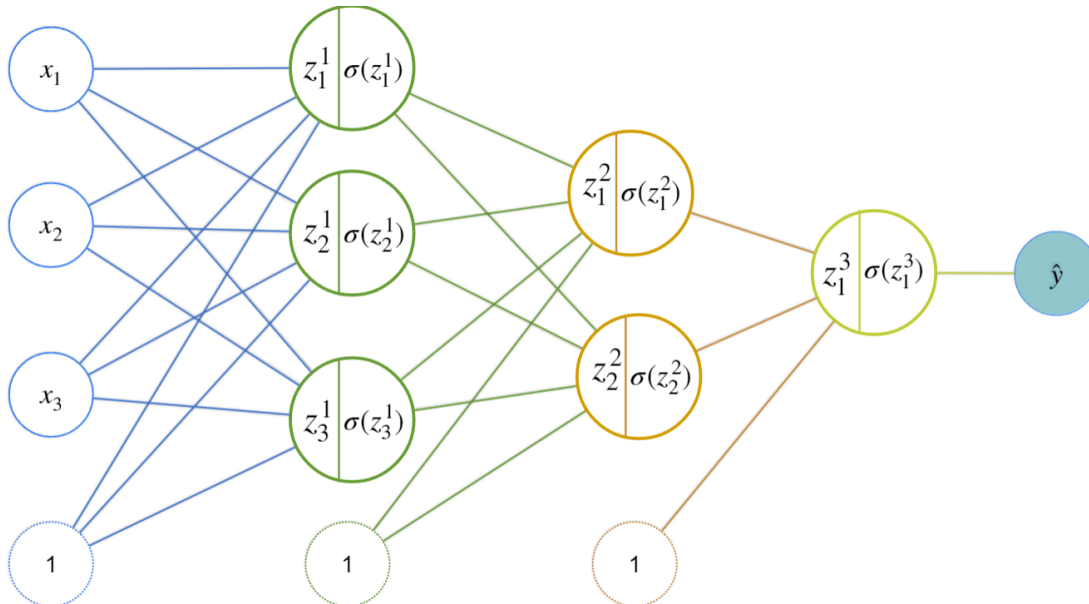 x₁
x₂
x₃
1
z₁¹ σ(z₁¹)
z₂¹ σ(z₂¹)
z₃¹ σ(z₃¹)
1
z₁² σ(z₁²)
z₂² σ(z₂²)
1
z₁³ σ(z₁³)
ŷ